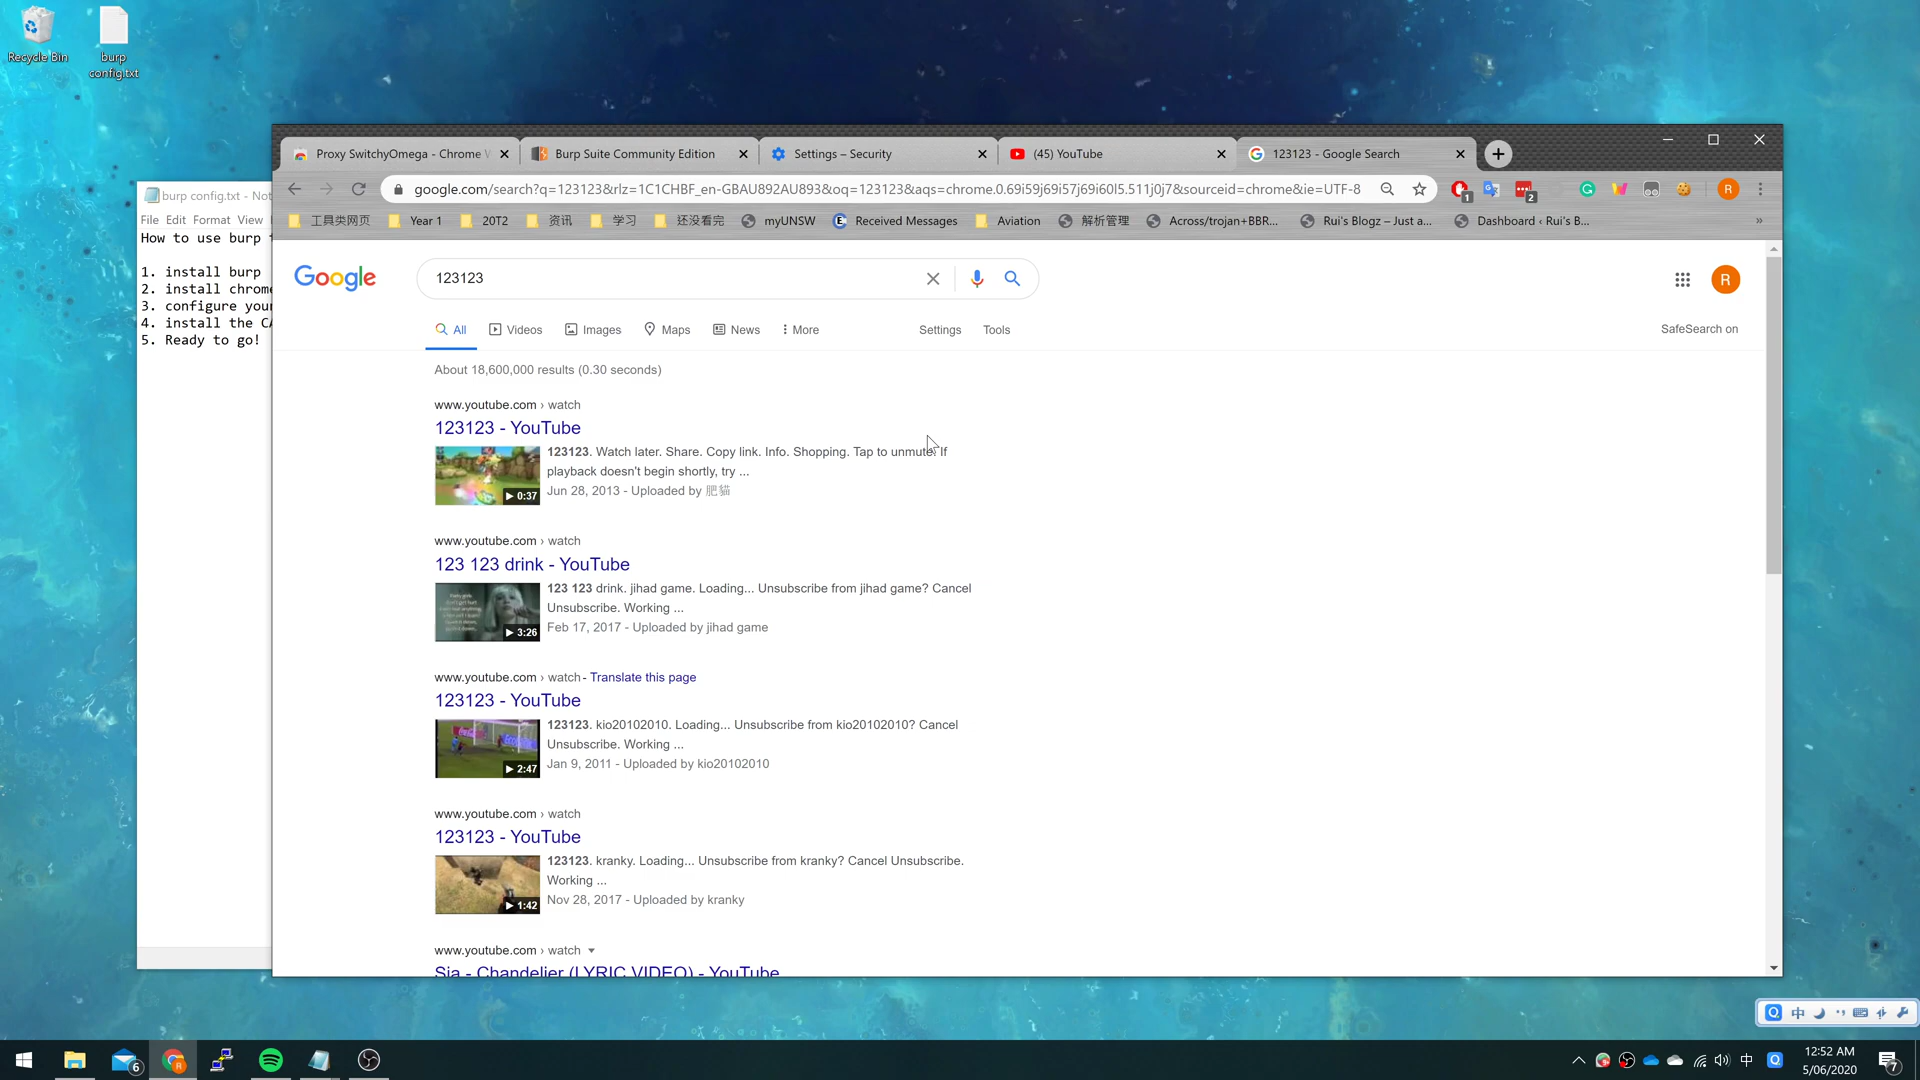 Recycle Bin
burp
config.txt
Proxy SwitchyOmega - Chrome
Burp Suite Community Edition
Settings – Security
(45) YouTube
123123 - Google Search
google.com/search?q=123123&rlz=1C1CHBF_en-GBAU892AU893&oq=123123&aqs=chrome.0.69i59j69i57j69i60l5.511j0j7&sourceid=chrome&ie=UTF-8
1
2
R
工具类网页
Year 1
20T2
资讯
学习
还没看完
myUNSW
Received Messages
Aviation
解析管理
Across/trojan+BBR...
Rui's Blogz – Just a...
Dashboard ‹ Rui's B...
»
burp config.txt - Not
File Edit Format View
How to use burp
1. install burp
2. install chrome
3. configure your
4. install the CA
5. Ready to go!
Google
123123
R
All
Videos
Images
Maps
News
More
Settings
Tools
SafeSearch on
About 18,600,000 results (0.30 seconds)
www.youtube.com › watch
123123 - YouTube
123123. Watch later. Share. Copy link. Info. Shopping. Tap to unmute. If
playback doesn't begin shortly, try ...
0:37
Jun 28, 2013 - Uploaded by 肥貓
www.youtube.com › watch
123 123 drink - YouTube
123 123 drink. jihad game. Loading... Unsubscribe from jihad game? Cancel
Unsubscribe. Working ...
3:26
Feb 17, 2017 - Uploaded by jihad game
www.youtube.com › watch - Translate this page
123123 - YouTube
123123. kio20102010. Loading... Unsubscribe from kio20102010? Cancel
Unsubscribe. Working ...
2:47
Jan 9, 2011 - Uploaded by kio20102010
www.youtube.com › watch
123123 - YouTube
123123. kranky. Loading... Unsubscribe from kranky? Cancel Unsubscribe.
Working ...
1:42
Nov 28, 2017 - Uploaded by kranky
www.youtube.com › watch
Sia - Chandelier (LYRIC VIDEO) - YouTube
中
6
R
中
12:52 AM
5/06/2020
7